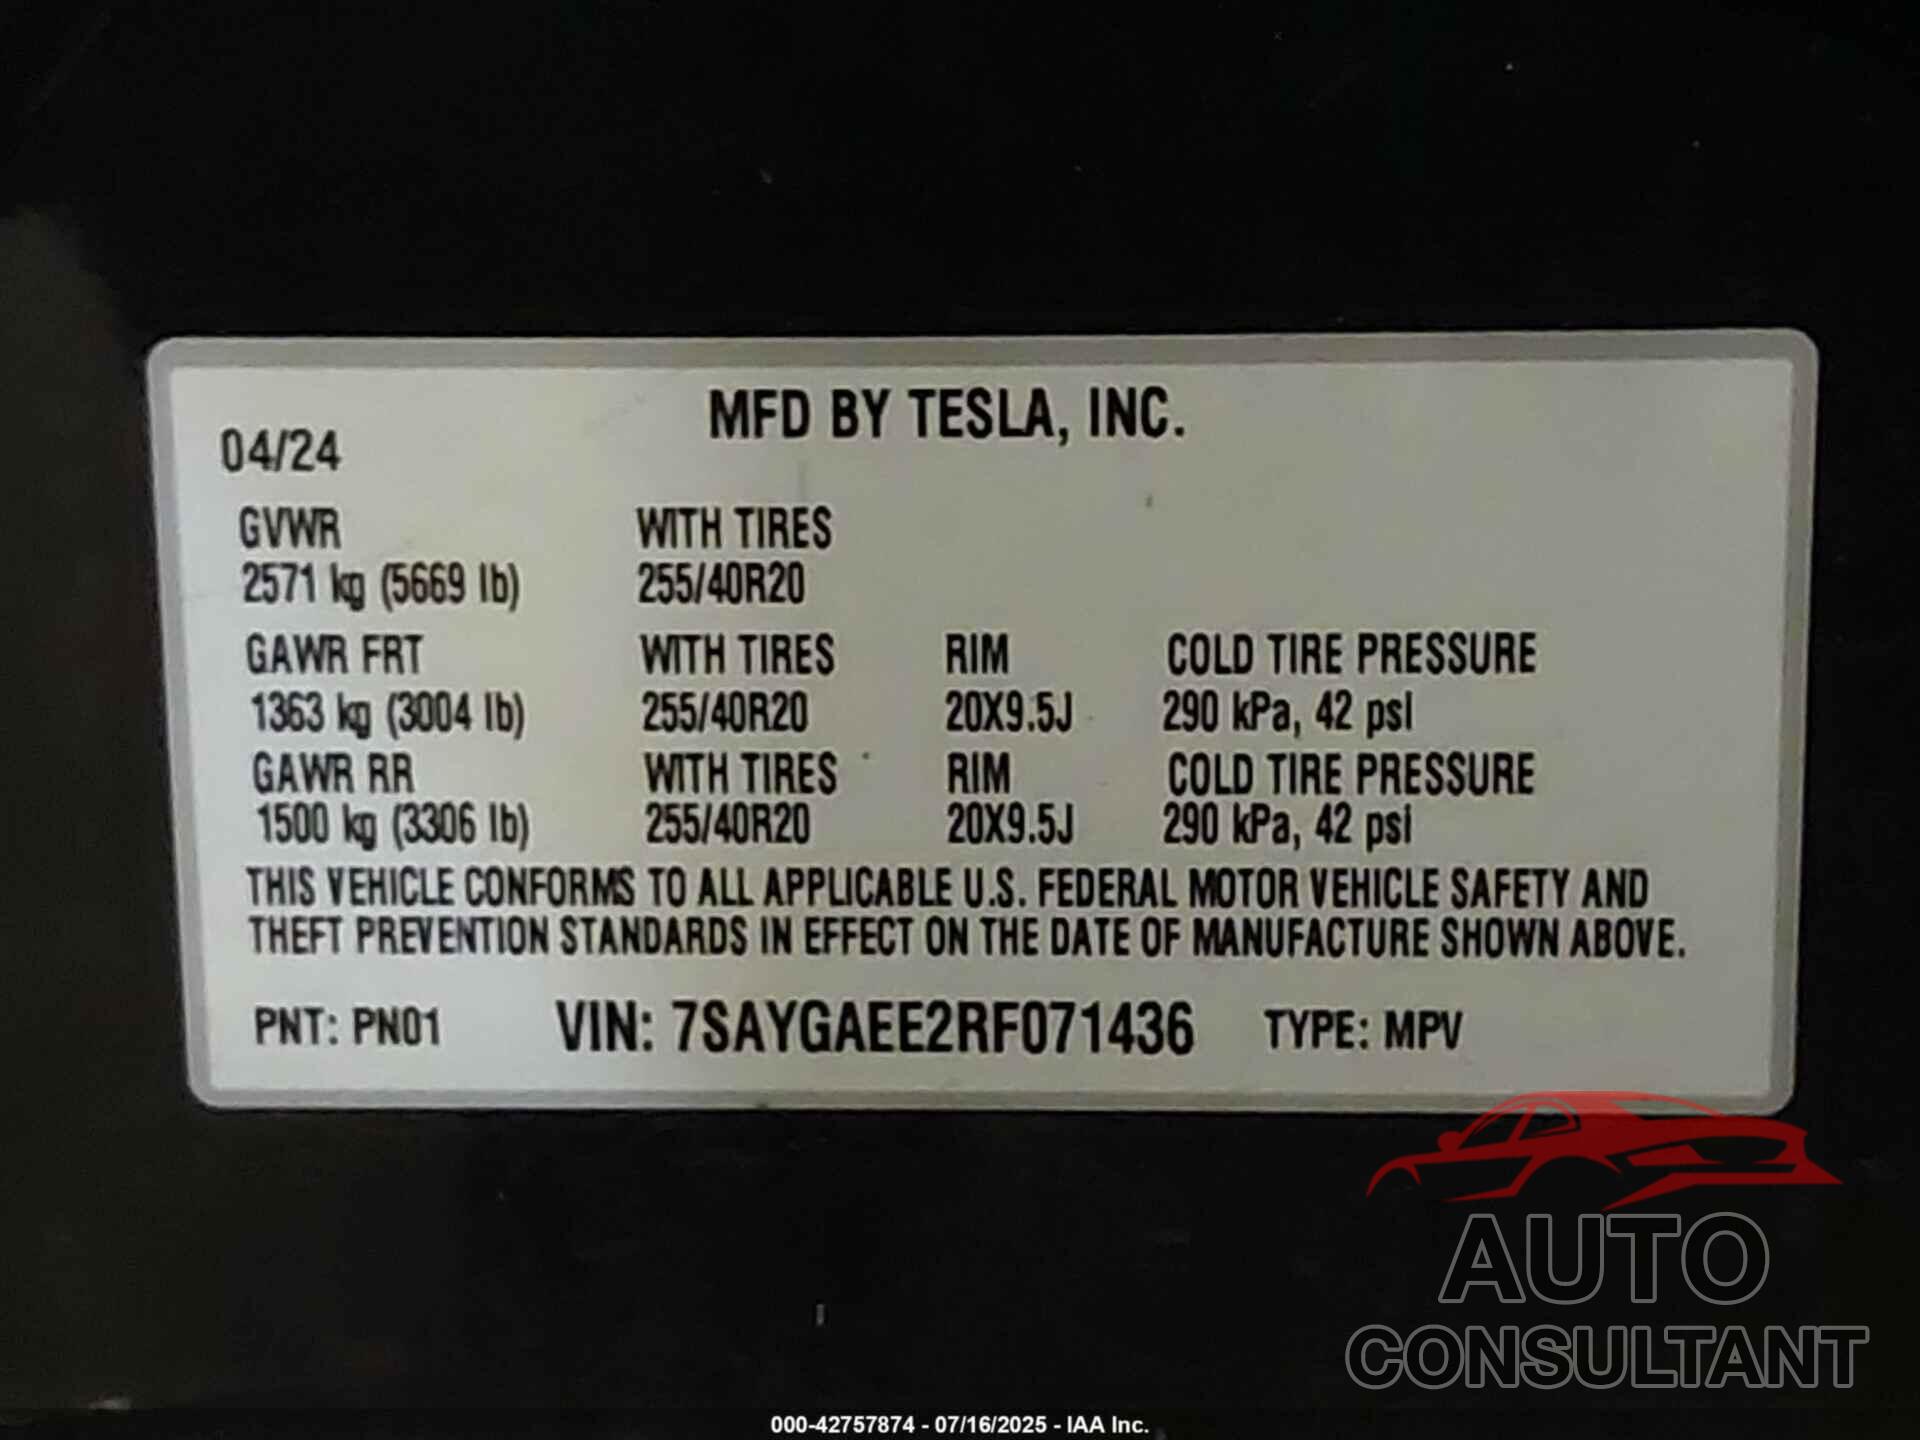 MFD BY TESLA, INC.
04/24
GVWR WITH TIRES
2571 kg (5669 lb) 255/40R20
GAWR FRT WITH TIRES RIM COLD TIRE PRESSURE
1363 kg (3004 lb) 255/40R20 20X9.5J 290 kPa, 42 psi
GAWR RR WITH TIRES RIM COLD TIRE PRESSURE
1500 kg (3306 lb) 255/40R20 20X9.5J 290 kPa, 42 psi
THIS VEHICLE CONFORMS TO ALL APPLICABLE U.S. FEDERAL MOTOR VEHICLE SAFETY AND
THEFT PREVENTION STANDARDS IN EFFECT ON THE DATE OF MANUFACTURE SHOWN ABOVE.
PNT: PN01 VIN: 7SAYGAEE2RF071436 TYPE: MPV
AUTO
CONSULTANT
000-42757874 - 07/16/2025 - IAA Inc.